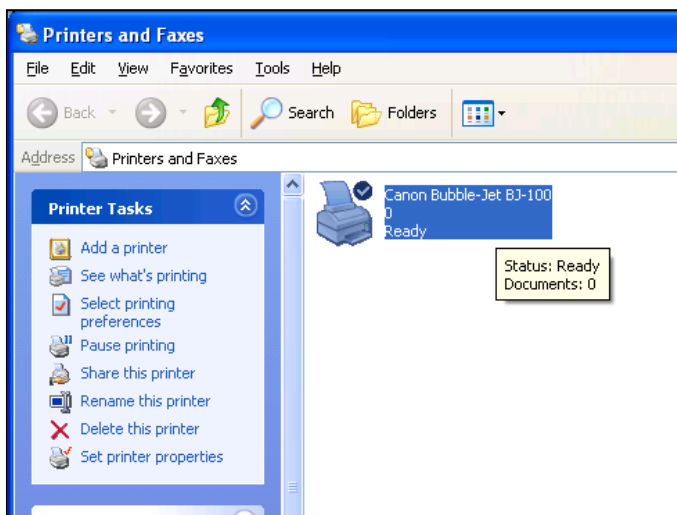 Printers and Faxes
File Edit View Favorites Tools Help
Back Search Folders
Address Printers and Faxes
Printer Tasks
Add a printer
See what's printing
Select printing
preferences
Pause printing
Share this printer
Rename this printer
Delete this printer
Set printer properties
Canon Bubble-Jet BJ-100
0
Ready
Status: Ready
Documents: 0